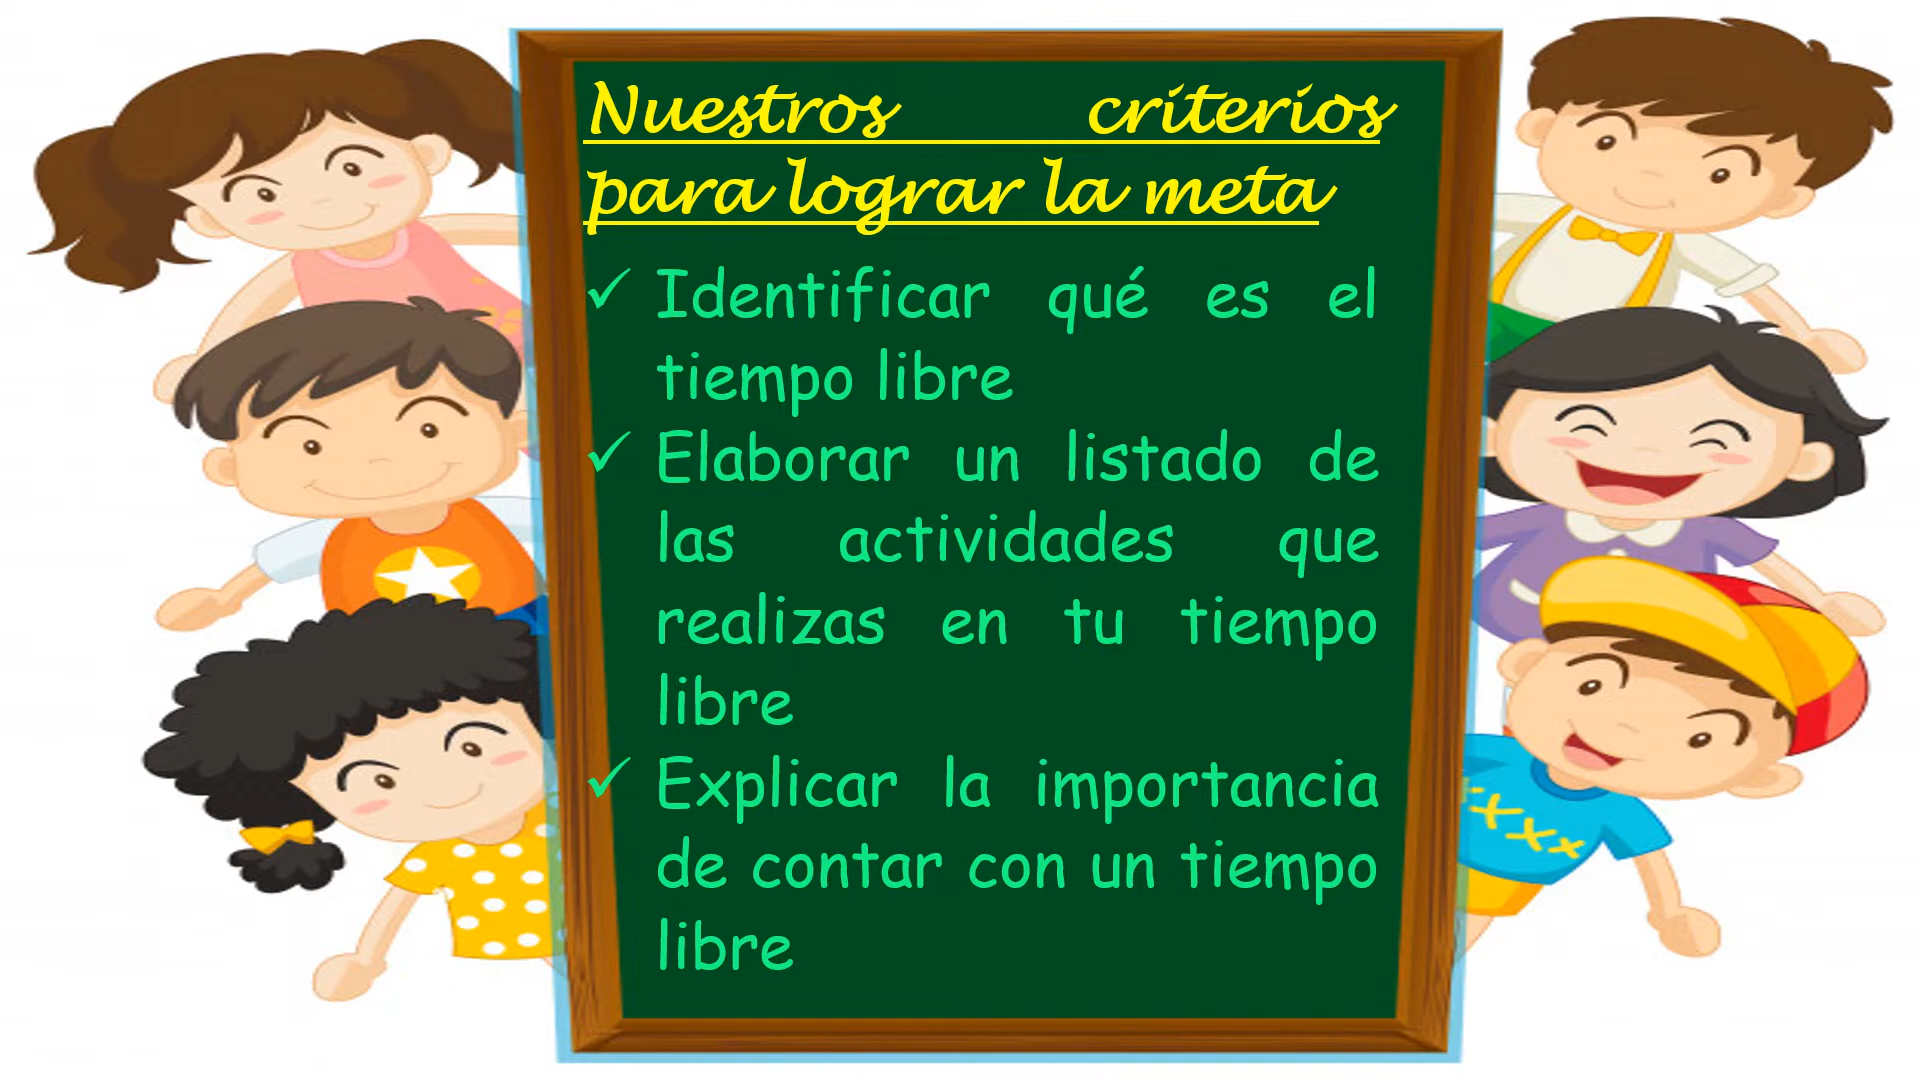 Nuestros criterios
para lograr la meta
✓ Identificar qué es el
tiempo libre
✓ Elaborar un listado de
las actividades que
realizas en tu tiempo
libre
✓ Explicar la importancia
de contar con un tiempo
libre